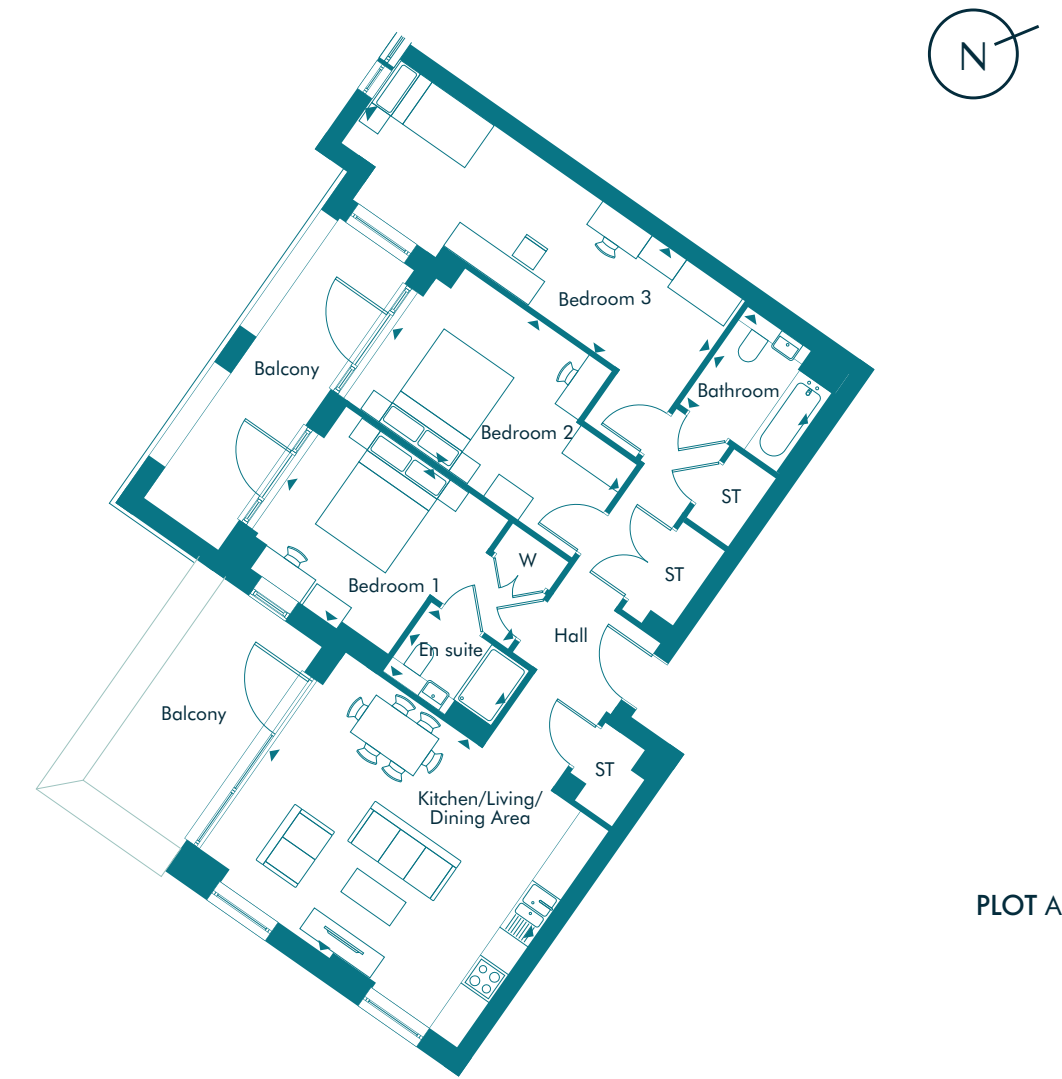 N
Bedroom 3
Balcony
Bathroom
Bedroom 2
ST
W
ST
Bedroom 1
Hall
En suite
Balcony
ST
Kitchen/Living/
Dining Area
PLOT A